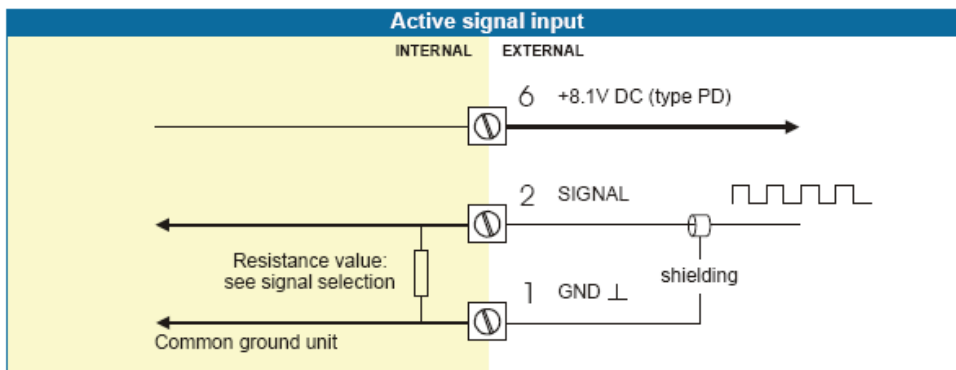 Active signal input
INTERNAL EXTERNAL
6 +8.1V DC (type PD)
2 SIGNAL
Resistance value:
see signal selection
shielding
1 GND ⊥
Common ground unit